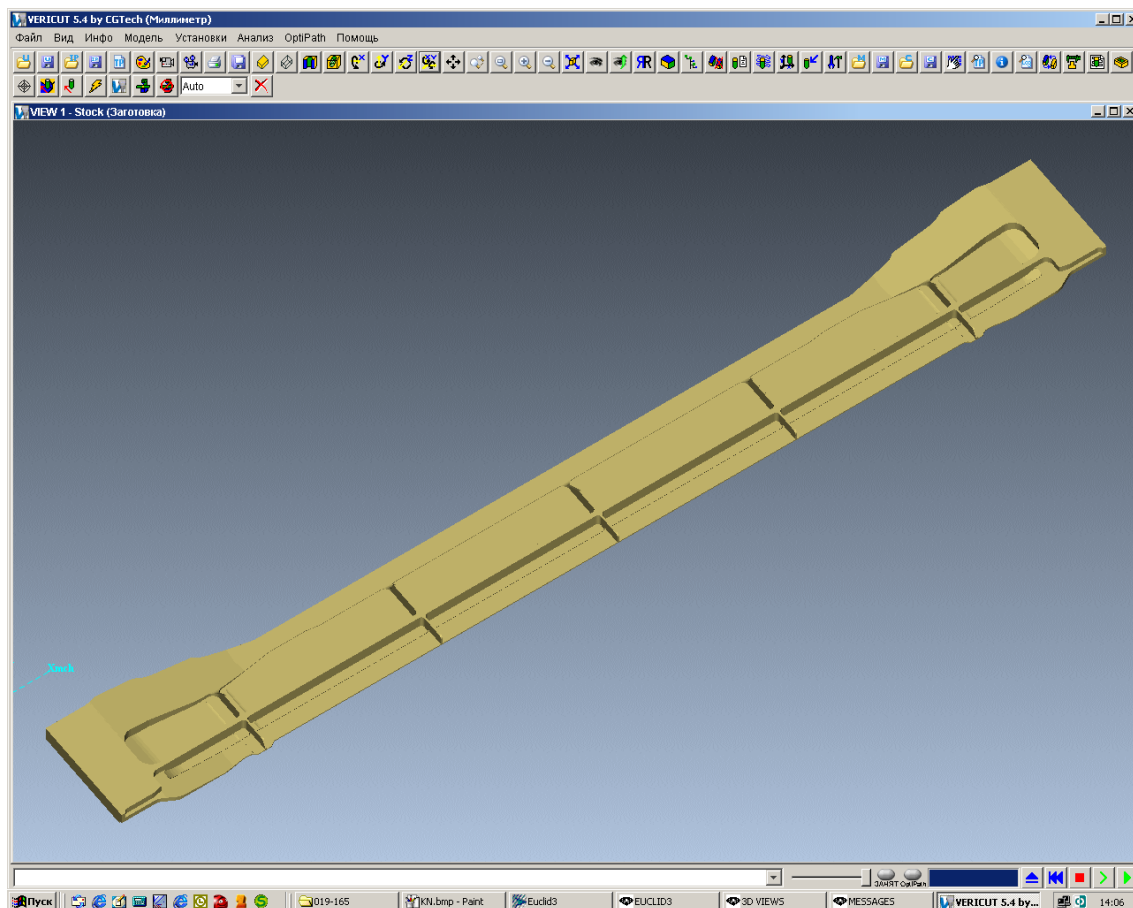 VERICUT 5.4 by CGTech (Миллиметр)
Файл Вид Инфо Модель Установки Анализ OptiPath Помощь
Auto
VIEW 1 - Stock (Заготовка)
Xmch
ЗАНЯТ OptiPath
Пуск 019-165 KN.bmp - Paint Euclid3 EUCLID3 3D VIEWS MESSAGES VERICUT 5.4 by... 14:06